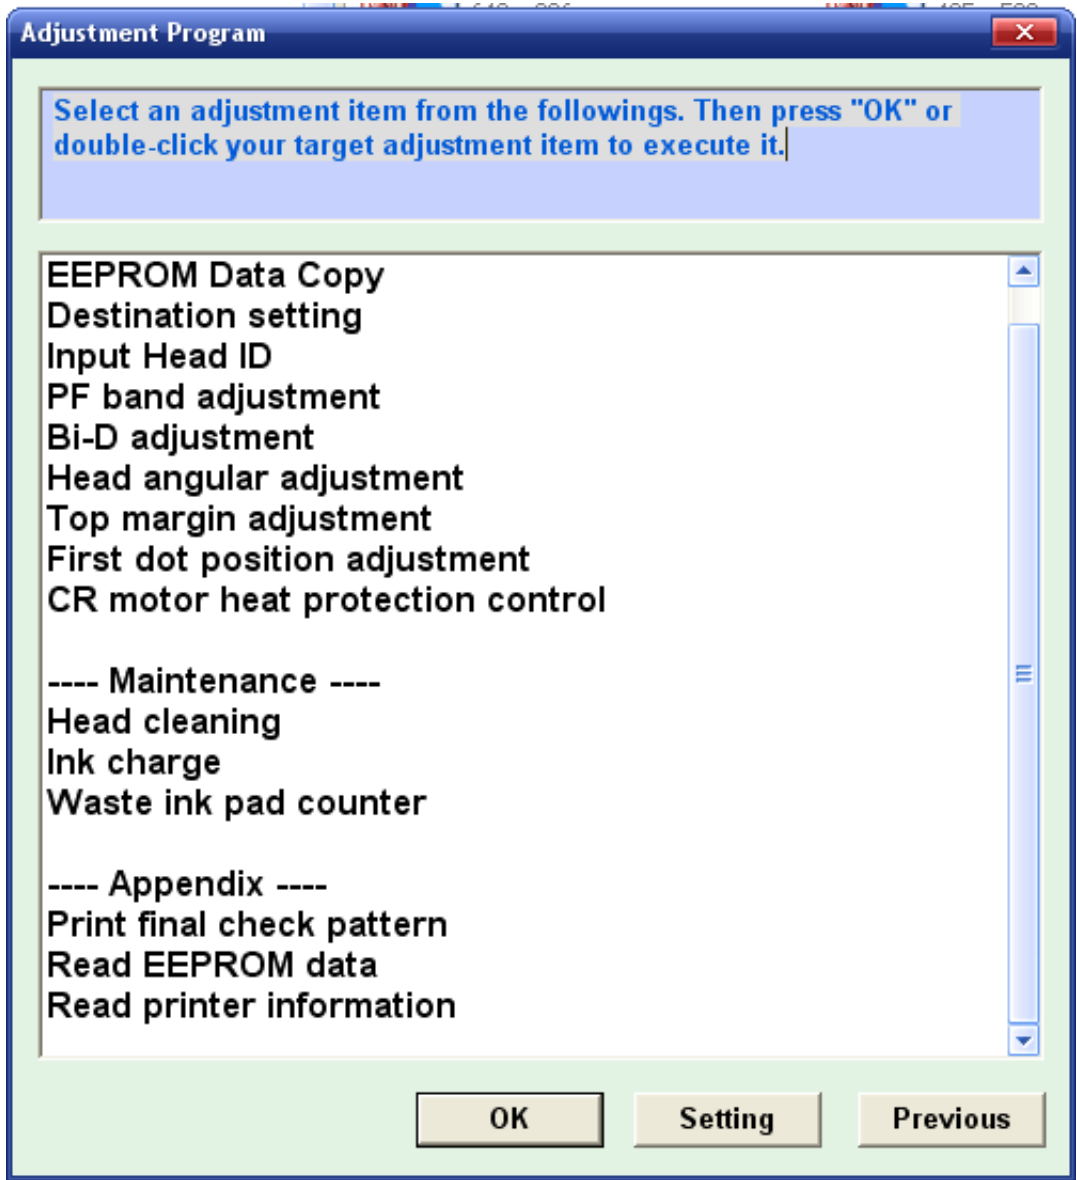 Adjustment Program
Select an adjustment item from the followings. Then press "OK" or
double-click your target adjustment item to execute it.
EEPROM Data Copy
Destination setting
Input Head ID
PF band adjustment
Bi-D adjustment
Head angular adjustment
Top margin adjustment
First dot position adjustment
CR motor heat protection control
---- Maintenance ----
Head cleaning
Ink charge
Waste ink pad counter
---- Appendix ----
Print final check pattern
Read EEPROM data
Read printer information
OK
Setting
Previous